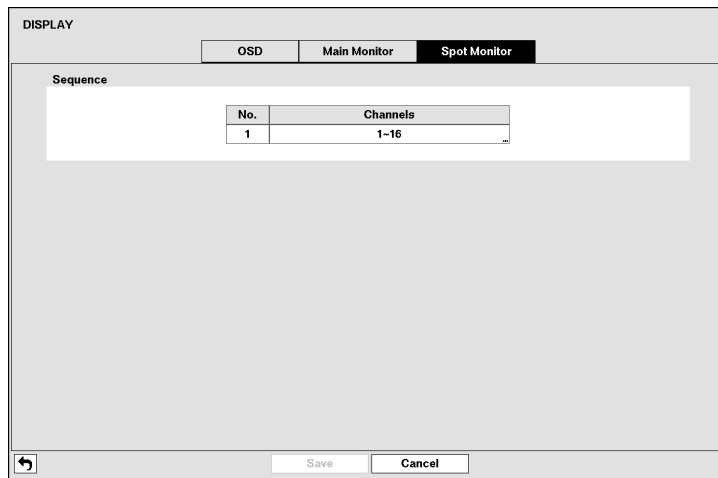 DISPLAY
OSD Main Monitor Spot Monitor
Sequence
No. Channels
1 1~16 ...
Save Cancel